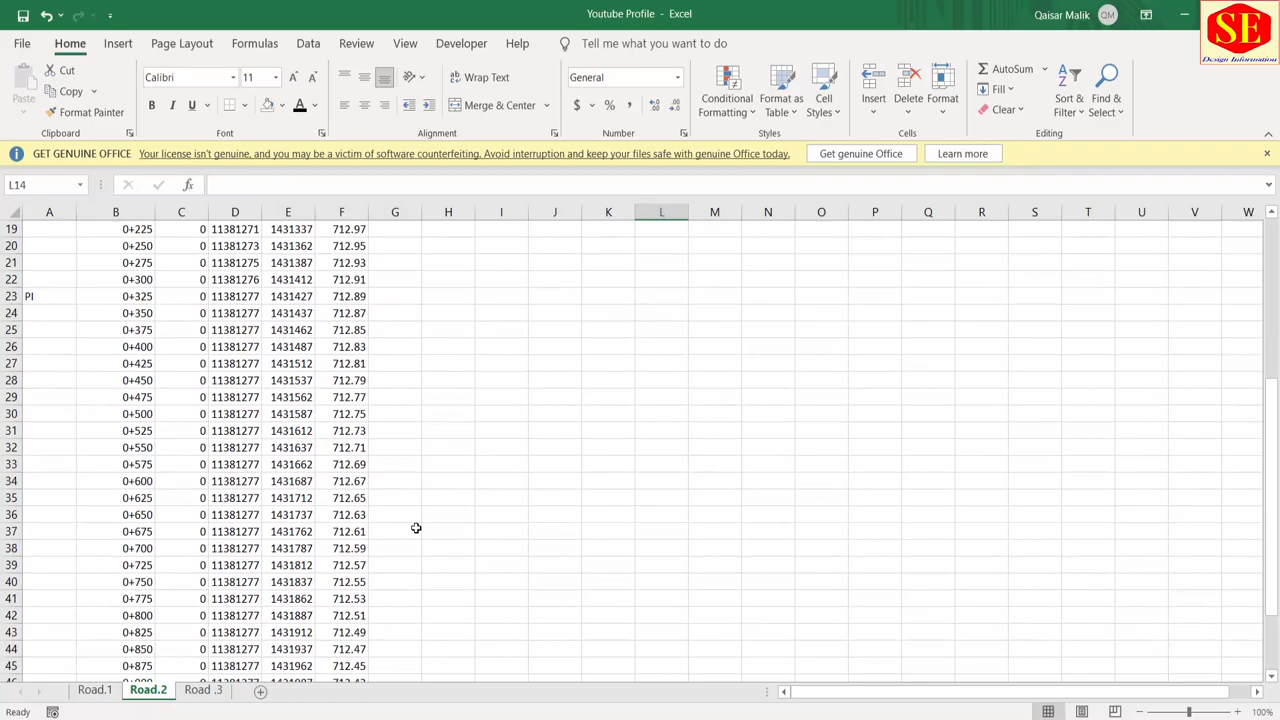 Youtube Profile - Excel
Qaisar Malik QM
SE
Design Information
File Home Insert Page Layout Formulas Data Review View Developer Help Tell me what you want to do
Paste
Cut
Copy
Format Painter
Calibri 11
B I U
A A
Wrap Text
Merge & Center
General
$ % ,
Conditional Formatting
Format as Table
Cell Styles
Insert
Delete
Format
AutoSum
Fill
Clear
Sort & Filter
Find & Select
Clipboard Font Alignment Number Styles Cells Editing
GET GENUINE OFFICE Your license isn't genuine, and you may be a victim of software counterfeiting. Avoid interruption and keep your files safe with genuine Office today. Get genuine Office Learn more
L14 fx
A B C D E F G H I J K L M N O P Q R S T U V W
19 0+225 0 11381271 1431337 712.97
20 0+250 0 11381273 1431362 712.95
21 0+275 0 11381275 1431387 712.93
22 0+300 0 11381276 1431412 712.91
23 PI 0+325 0 11381277 1431427 712.89
24 0+350 0 11381277 1431437 712.87
25 0+375 0 11381277 1431462 712.85
26 0+400 0 11381277 1431487 712.83
27 0+425 0 11381277 1431512 712.81
28 0+450 0 11381277 1431537 712.79
29 0+475 0 11381277 1431562 712.77
30 0+500 0 11381277 1431587 712.75
31 0+525 0 11381277 1431612 712.73
32 0+550 0 11381277 1431637 712.71
33 0+575 0 11381277 1431662 712.69
34 0+600 0 11381277 1431687 712.67
35 0+625 0 11381277 1431712 712.65
36 0+650 0 11381277 1431737 712.63
37 0+675 0 11381277 1431762 712.61
38 0+700 0 11381277 1431787 712.59
39 0+725 0 11381277 1431812 712.57
40 0+750 0 11381277 1431837 712.55
41 0+775 0 11381277 1431862 712.53
42 0+800 0 11381277 1431887 712.51
43 0+825 0 11381277 1431912 712.49
44 0+850 0 11381277 1431937 712.47
45 0+875 0 11381277 1431962 712.45
Road.1 Road.2 Road .3
Ready
100%